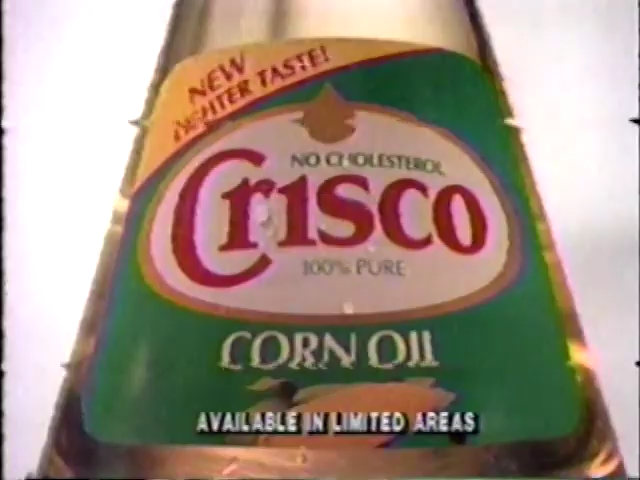 NEW
LIGHTER TASTE!
NO CHOLESTEROL
Crisco
100% PURE
CORN OIL
AVAILABLE IN LIMITED AREAS